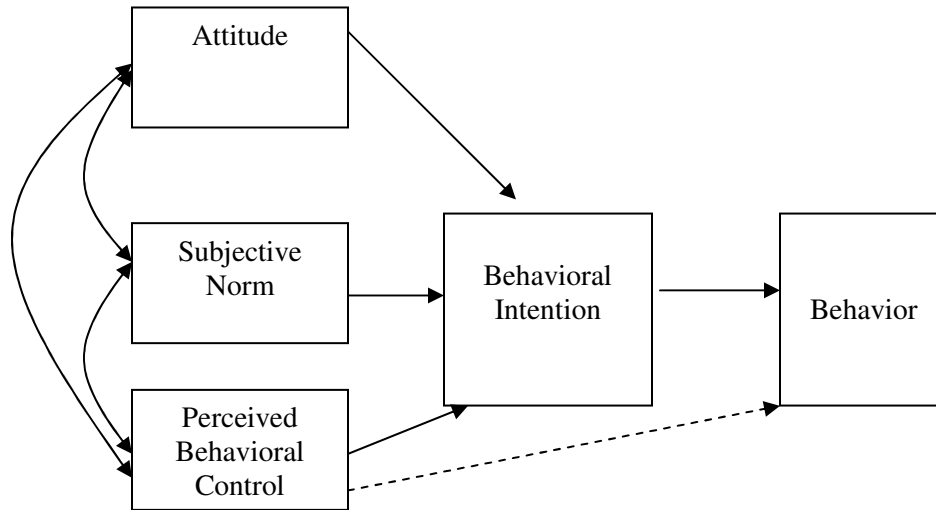 Attitude
Subjective
Norm
Perceived
Behavioral
Control
Behavioral
Intention
Behavior